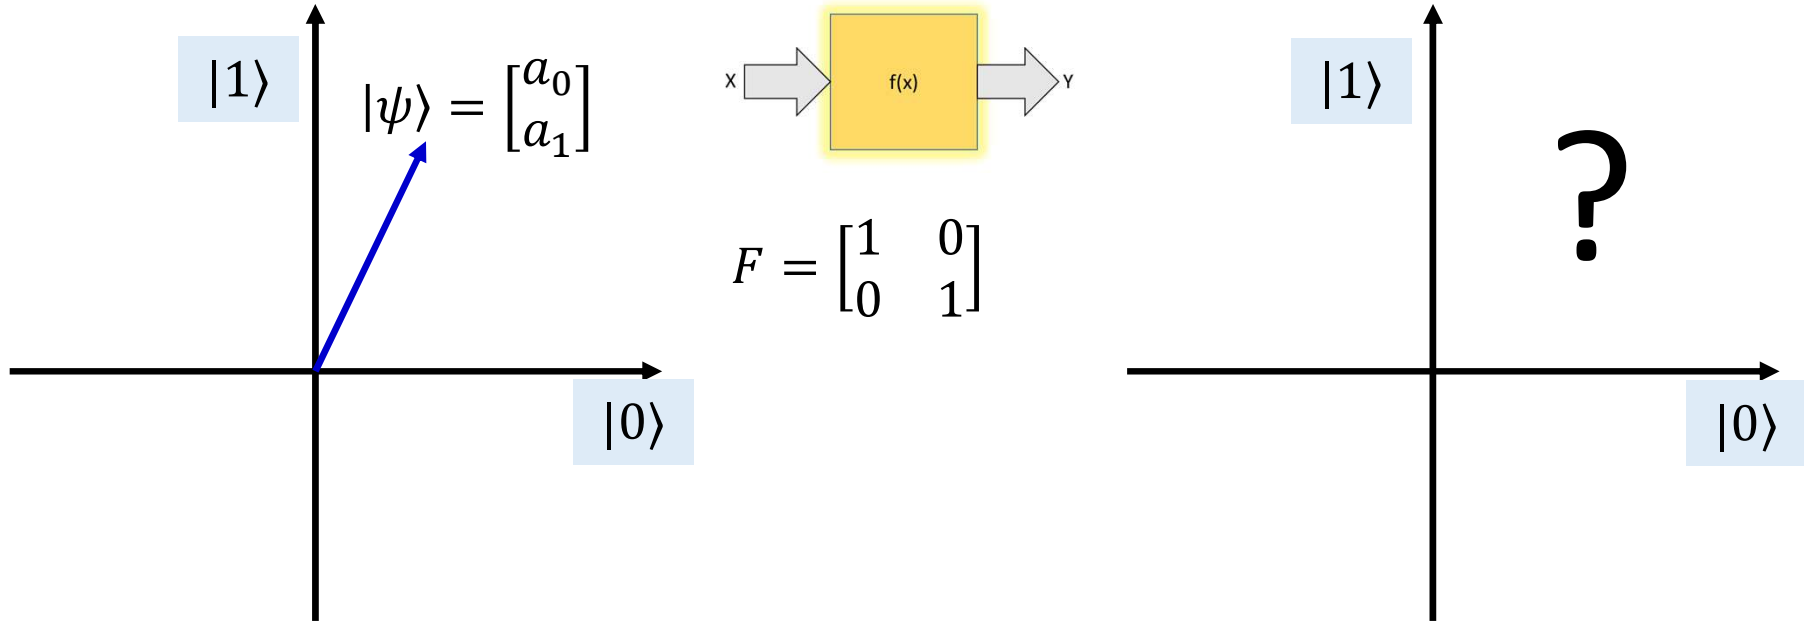 |1⟩
|ψ⟩ = [a₀ a₁]
|0⟩
X
f(x)
Y
F = [1 0
0 1]
|1⟩
?
|0⟩